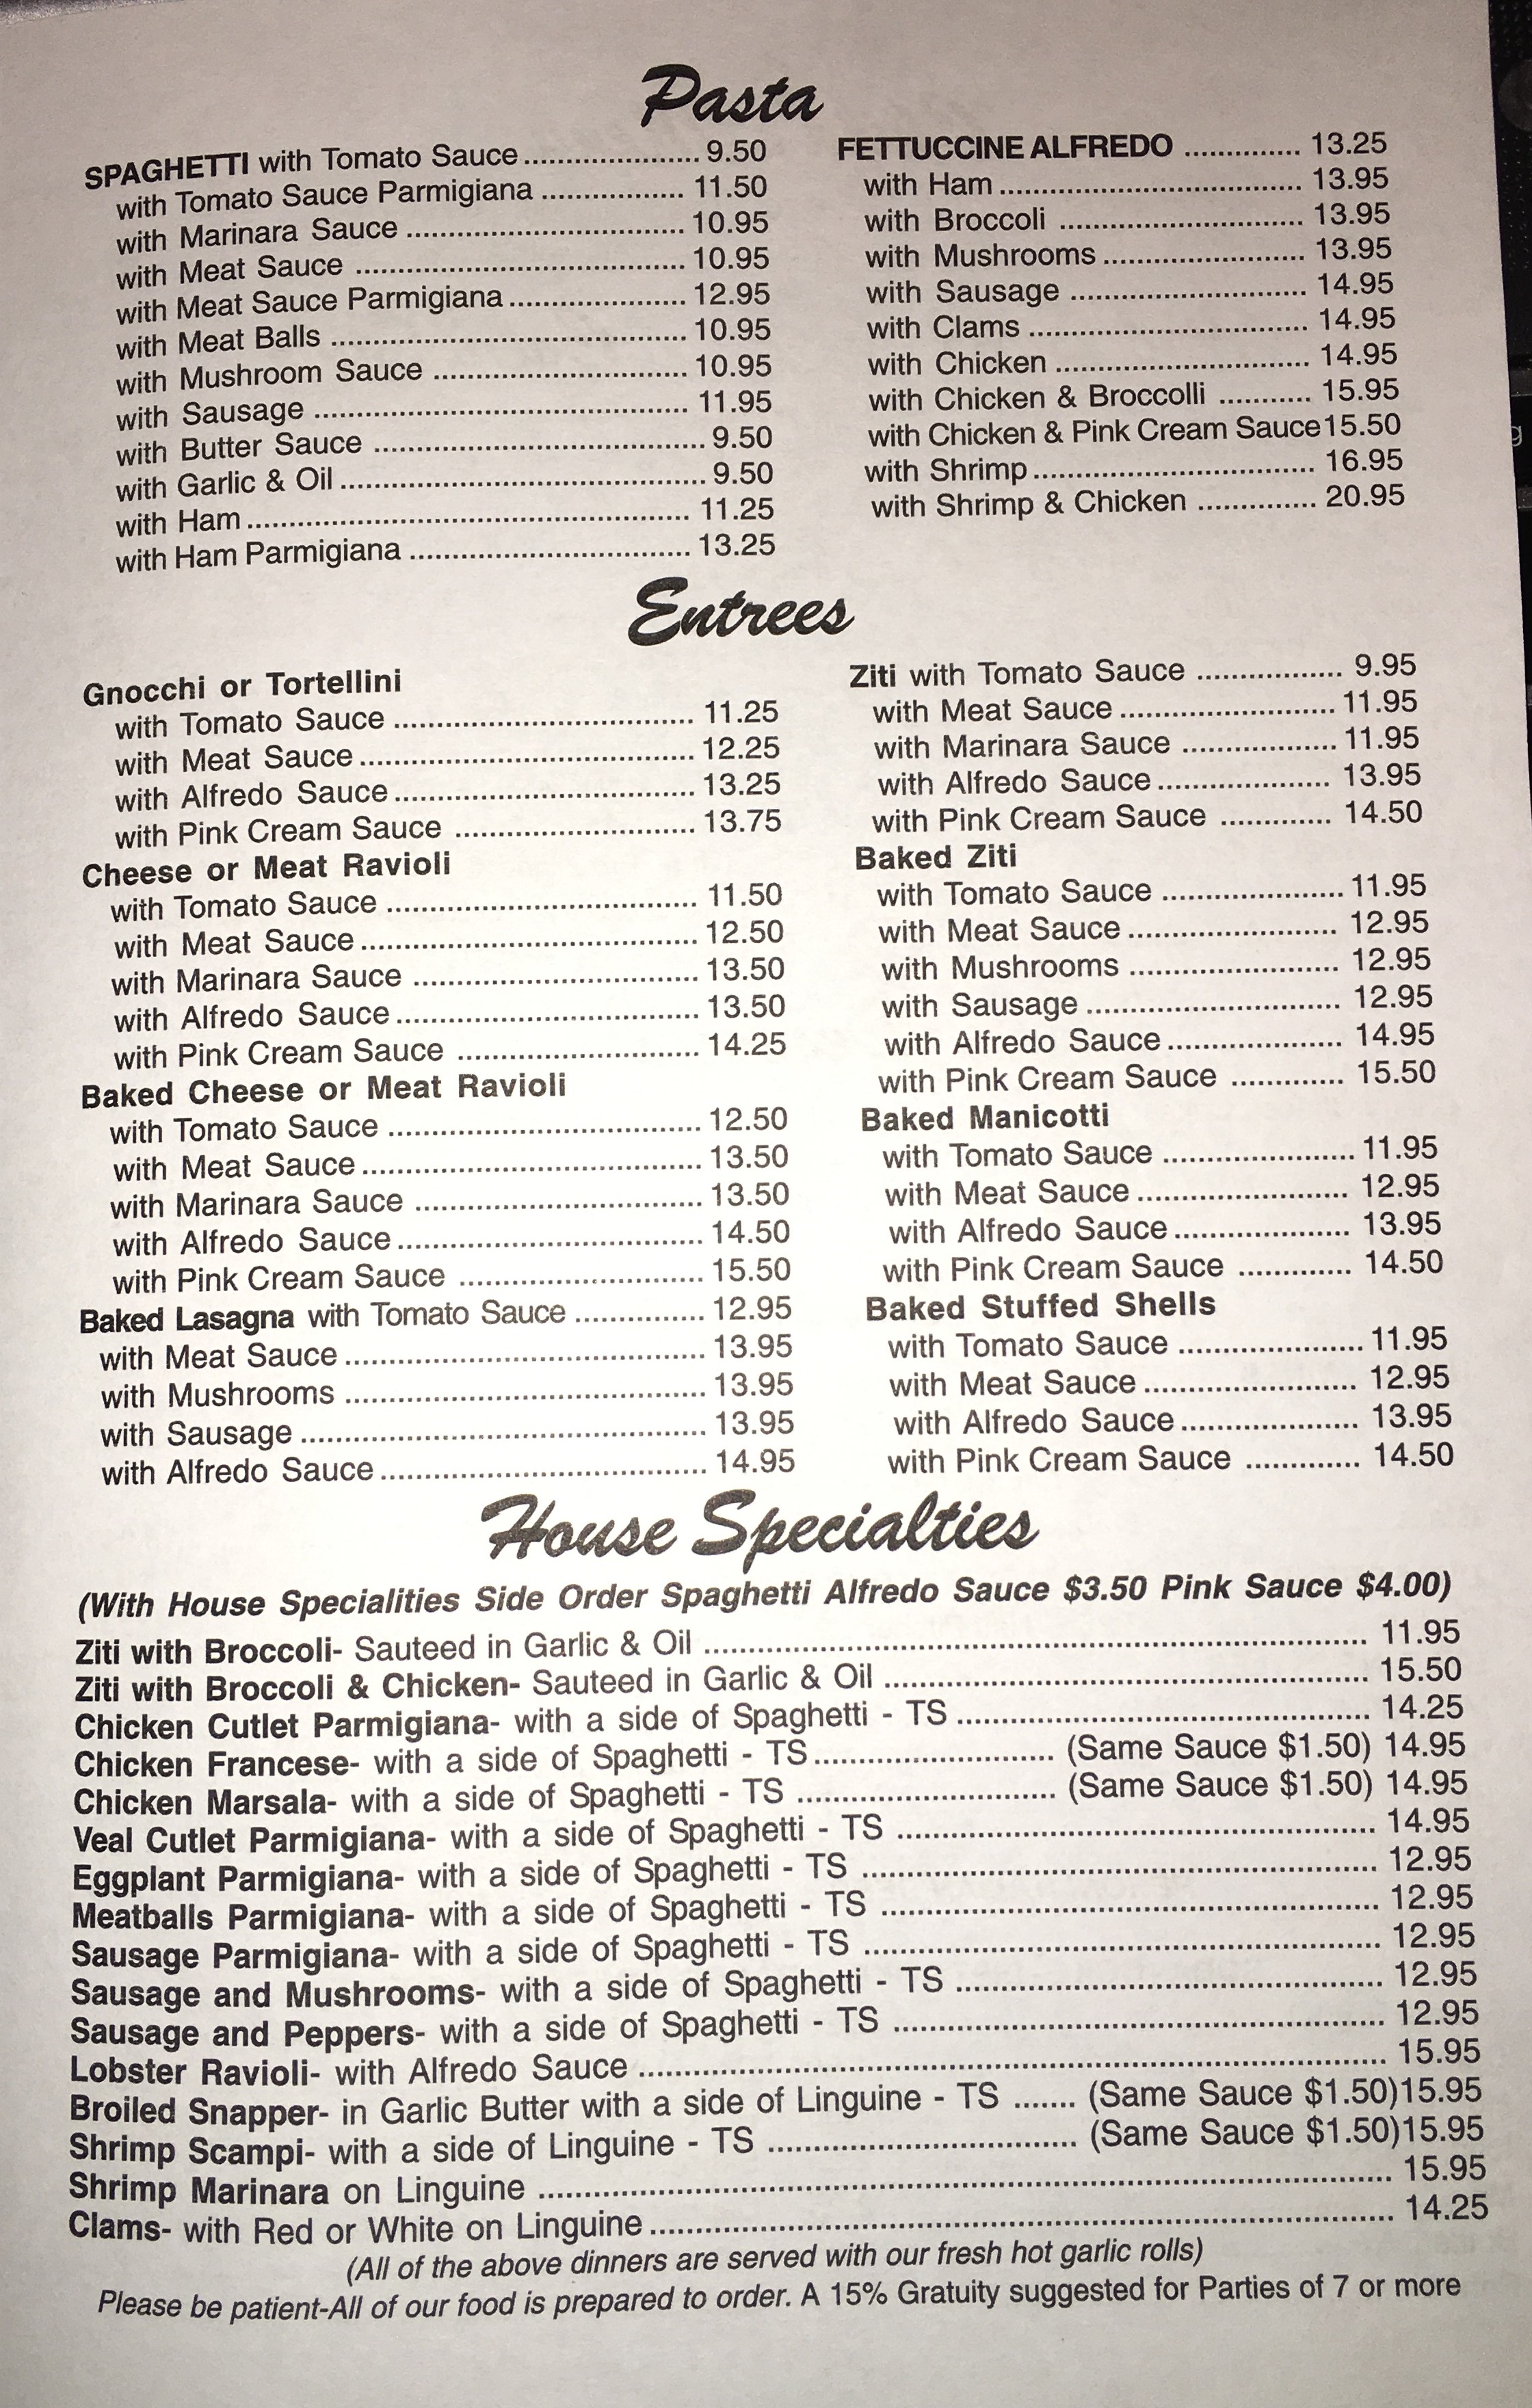 Pasta
SPAGHETTI with Tomato Sauce..................... 9.50
with Tomato Sauce Parmigiana ................. 11.50
with Marinara Sauce ................................. 10.95
with Meat Sauce ....................................... 10.95
with Meat Sauce Parmigiana..................... 12.95
with Meat Balls .......................................... 10.95
with Mushroom Sauce .............................. 10.95
with Sausage ............................................ 11.95
with Butter Sauce ....................................... 9.50
with Garlic & Oil ........................................... 9.50
with Ham..................................................... 11.25
with Ham Parmigiana ................................. 13.25
FETTUCCINE ALFREDO .............. 13.25
with Ham .................................... 13.95
with Broccoli ............................. 13.95
with Mushrooms ........................ 13.95
with Sausage ............................ 14.95
with Clams ................................. 14.95
with Chicken .............................. 14.95
with Chicken & Broccolli ........... 15.95
with Chicken & Pink Cream Sauce15.50
with Shrimp.................................. 16.95
with Shrimp & Chicken .............. 20.95
Entrees
Gnocchi or Tortellini
with Tomato Sauce .................................... 11.25
with Meat Sauce........................................ 12.25
with Alfredo Sauce.................................... 13.25
with Pink Cream Sauce ............................. 13.75
Cheese or Meat Ravioli
with Tomato Sauce ..................................... 11.50
with Meat Sauce........................................ 12.50
with Marinara Sauce .................................. 13.50
with Alfredo Sauce.................................... 13.50
with Pink Cream Sauce ............................. 14.25
Baked Cheese or Meat Ravioli
with Tomato Sauce ..................................... 12.50
with Meat Sauce........................................ 13.50
with Marinara Sauce .................................. 13.50
with Alfredo Sauce.................................... 14.50
with Pink Cream Sauce ............................. 15.50
Baked Lasagna with Tomato Sauce ............... 12.95
with Meat Sauce........................................... 13.95
with Mushrooms ........................................... 13.95
with Sausage ................................................ 13.95
with Alfredo Sauce....................................... 14.95
Ziti with Tomato Sauce ................. 9.95
with Meat Sauce .......................... 11.95
with Marinara Sauce .................. 11.95
with Alfredo Sauce.................... 13.95
with Pink Cream Sauce ............. 14.50
Baked Ziti
with Tomato Sauce ...................... 11.95
with Meat Sauce ......................... 12.95
with Mushrooms ......................... 12.95
with Sausage .............................. 12.95
with Alfredo Sauce..................... 14.95
with Pink Cream Sauce ............. 15.50
Baked Manicotti
with Tomato Sauce ....................... 11.95
with Meat Sauce ......................... 12.95
with Alfredo Sauce..................... 13.95
with Pink Cream Sauce ............. 14.50
Baked Stuffed Shells
with Tomato Sauce ...................... 11.95
with Meat Sauce ......................... 12.95
with Alfredo Sauce..................... 13.95
with Pink Cream Sauce ............. 14.50
House Specialties
(With House Specialities Side Order Spaghetti Alfredo Sauce $3.50 Pink Sauce $4.00)
Ziti with Broccoli- Sauteed in Garlic & Oil ........................................ 11.95
Ziti with Broccoli & Chicken- Sauteed in Garlic & Oil ........................................ 15.50
Chicken Cutlet Parmigiana- with a side of Spaghetti - TS ........................................ 14.25
Chicken Francese- with a side of Spaghetti - TS............................ (Same Sauce $1.50) 14.95
Chicken Marsala- with a side of Spaghetti - TS .............................. (Same Sauce $1.50) 14.95
Veal Cutlet Parmigiana- with a side of Spaghetti - TS ........................................ 14.95
Eggplant Parmigiana- with a side of Spaghetti - TS ........................................ 12.95
Meatballs Parmigiana- with a side of Spaghetti - TS ........................................ 12.95
Sausage Parmigiana- with a side of Spaghetti - TS ........................................ 12.95
Sausage and Mushrooms- with a side of Spaghetti - TS ........................................ 12.95
Sausage and Peppers- with a side of Spaghetti - TS ........................................ 12.95
Lobster Ravioli- with Alfredo Sauce ........................................ 15.95
Broiled Snapper- in Garlic Butter with a side of Linguine - TS ....... (Same Sauce $1.50)15.95
Shrimp Scampi- with a side of Linguine - TS .................................... (Same Sauce $1.50)15.95
Shrimp Marinara on Linguine ........................................ 15.95
Clams- with Red or White on Linguine ........................................ 14.25
(All of the above dinners are served with our fresh hot garlic rolls)
Please be patient-All of our food is prepared to order. A 15% Gratuity suggested for Parties of 7 or more